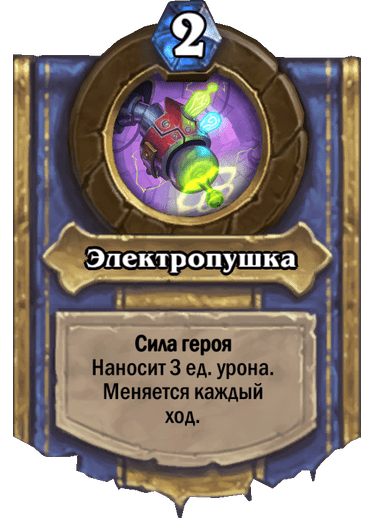 2
Электропушка
Сила героя
Наносит 3 ед. урона.
Меняется каждый
ход.